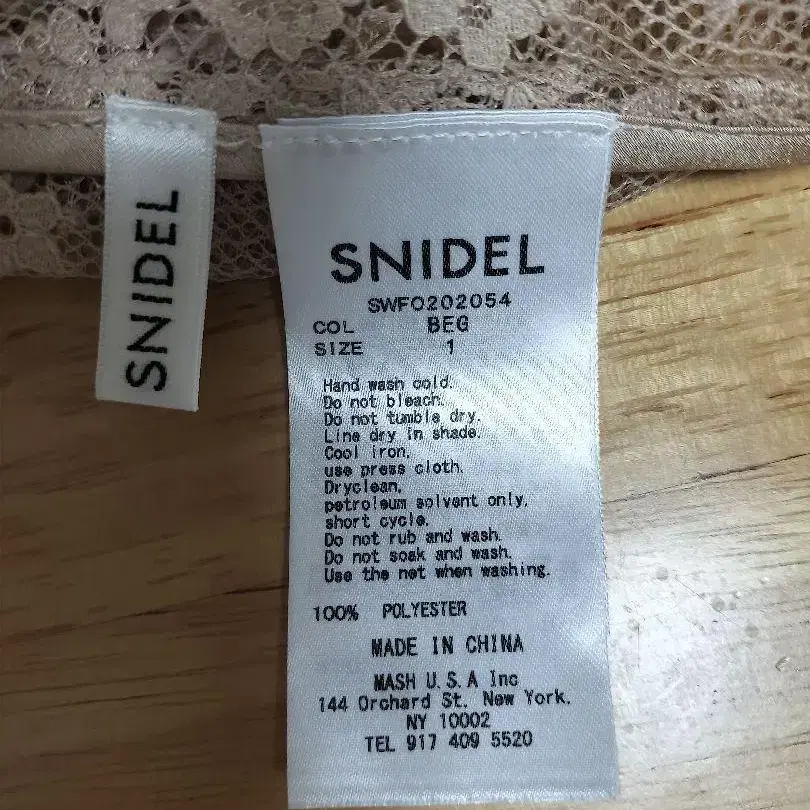 SNIDEL
SNIDEL
SWFO202054
COL BEG
SIZE 1
Hand wash cold.
Do not bleach.
Do not tumble dry.
Line dry in shade.
Cool iron.
use press cloth.
Dryclean,
petroleum solvent only,
short cycle.
Do not rub and wash.
Do not soak and wash.
Use the net when washing.
100% POLYESTER
MADE IN CHINA
MASH U.S.A Inc
144 Orchard St. New York.
NY 10002
TEL 917 409 5520